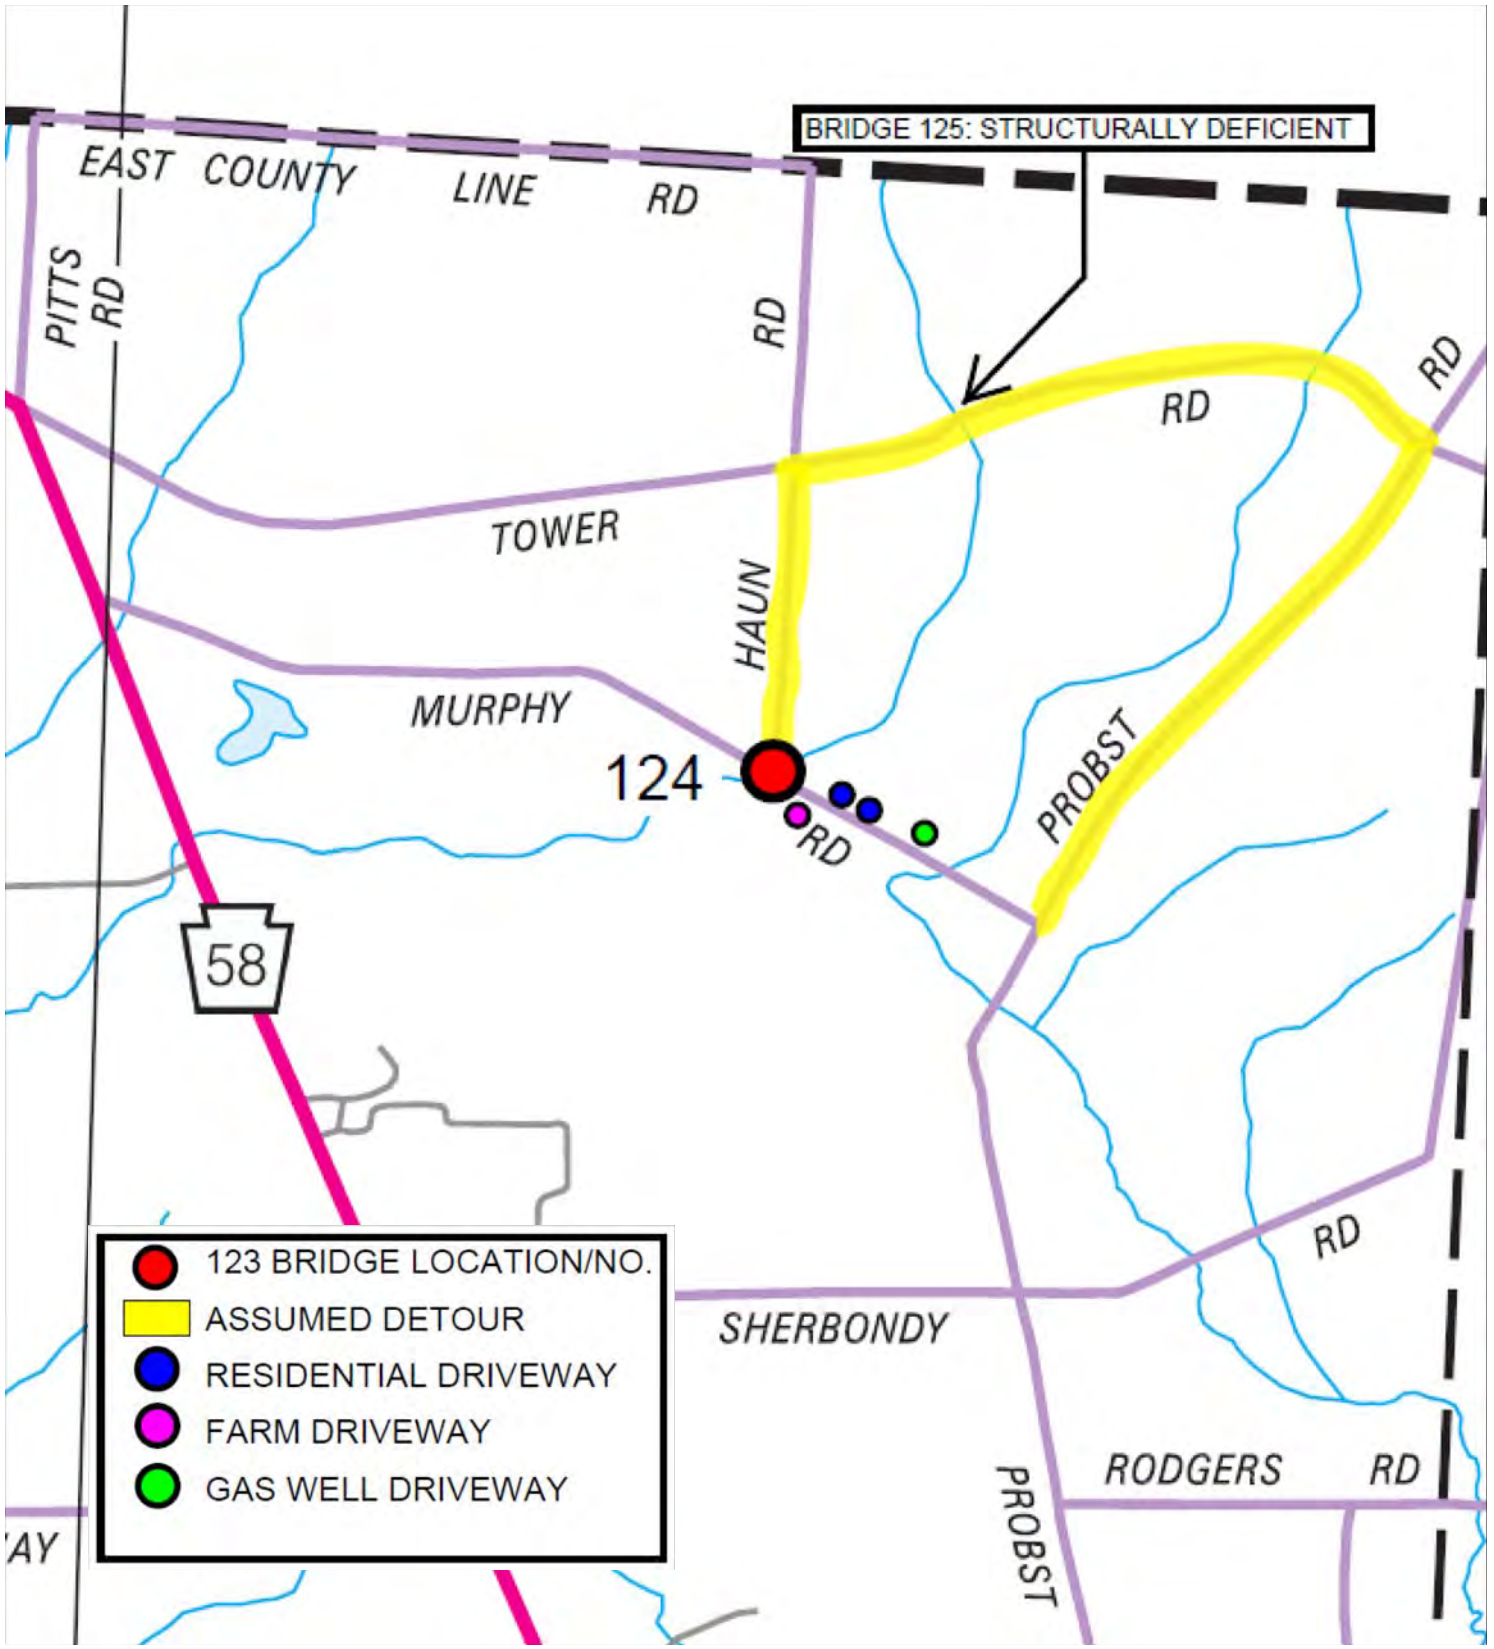 BRIDGE 125: STRUCTURALLY DEFICIENT
EAST COUNTY LINE RD
PITTS RD
RD
RD
RD
TOWER
HAUN
MURPHY
PROBST
124
RD
58
123 BRIDGE LOCATION/NO.
ASSUMED DETOUR
RESIDENTIAL DRIVEWAY
FARM DRIVEWAY
GAS WELL DRIVEWAY
RD
SHERBONDY
RODGERS RD
PROBST
AY